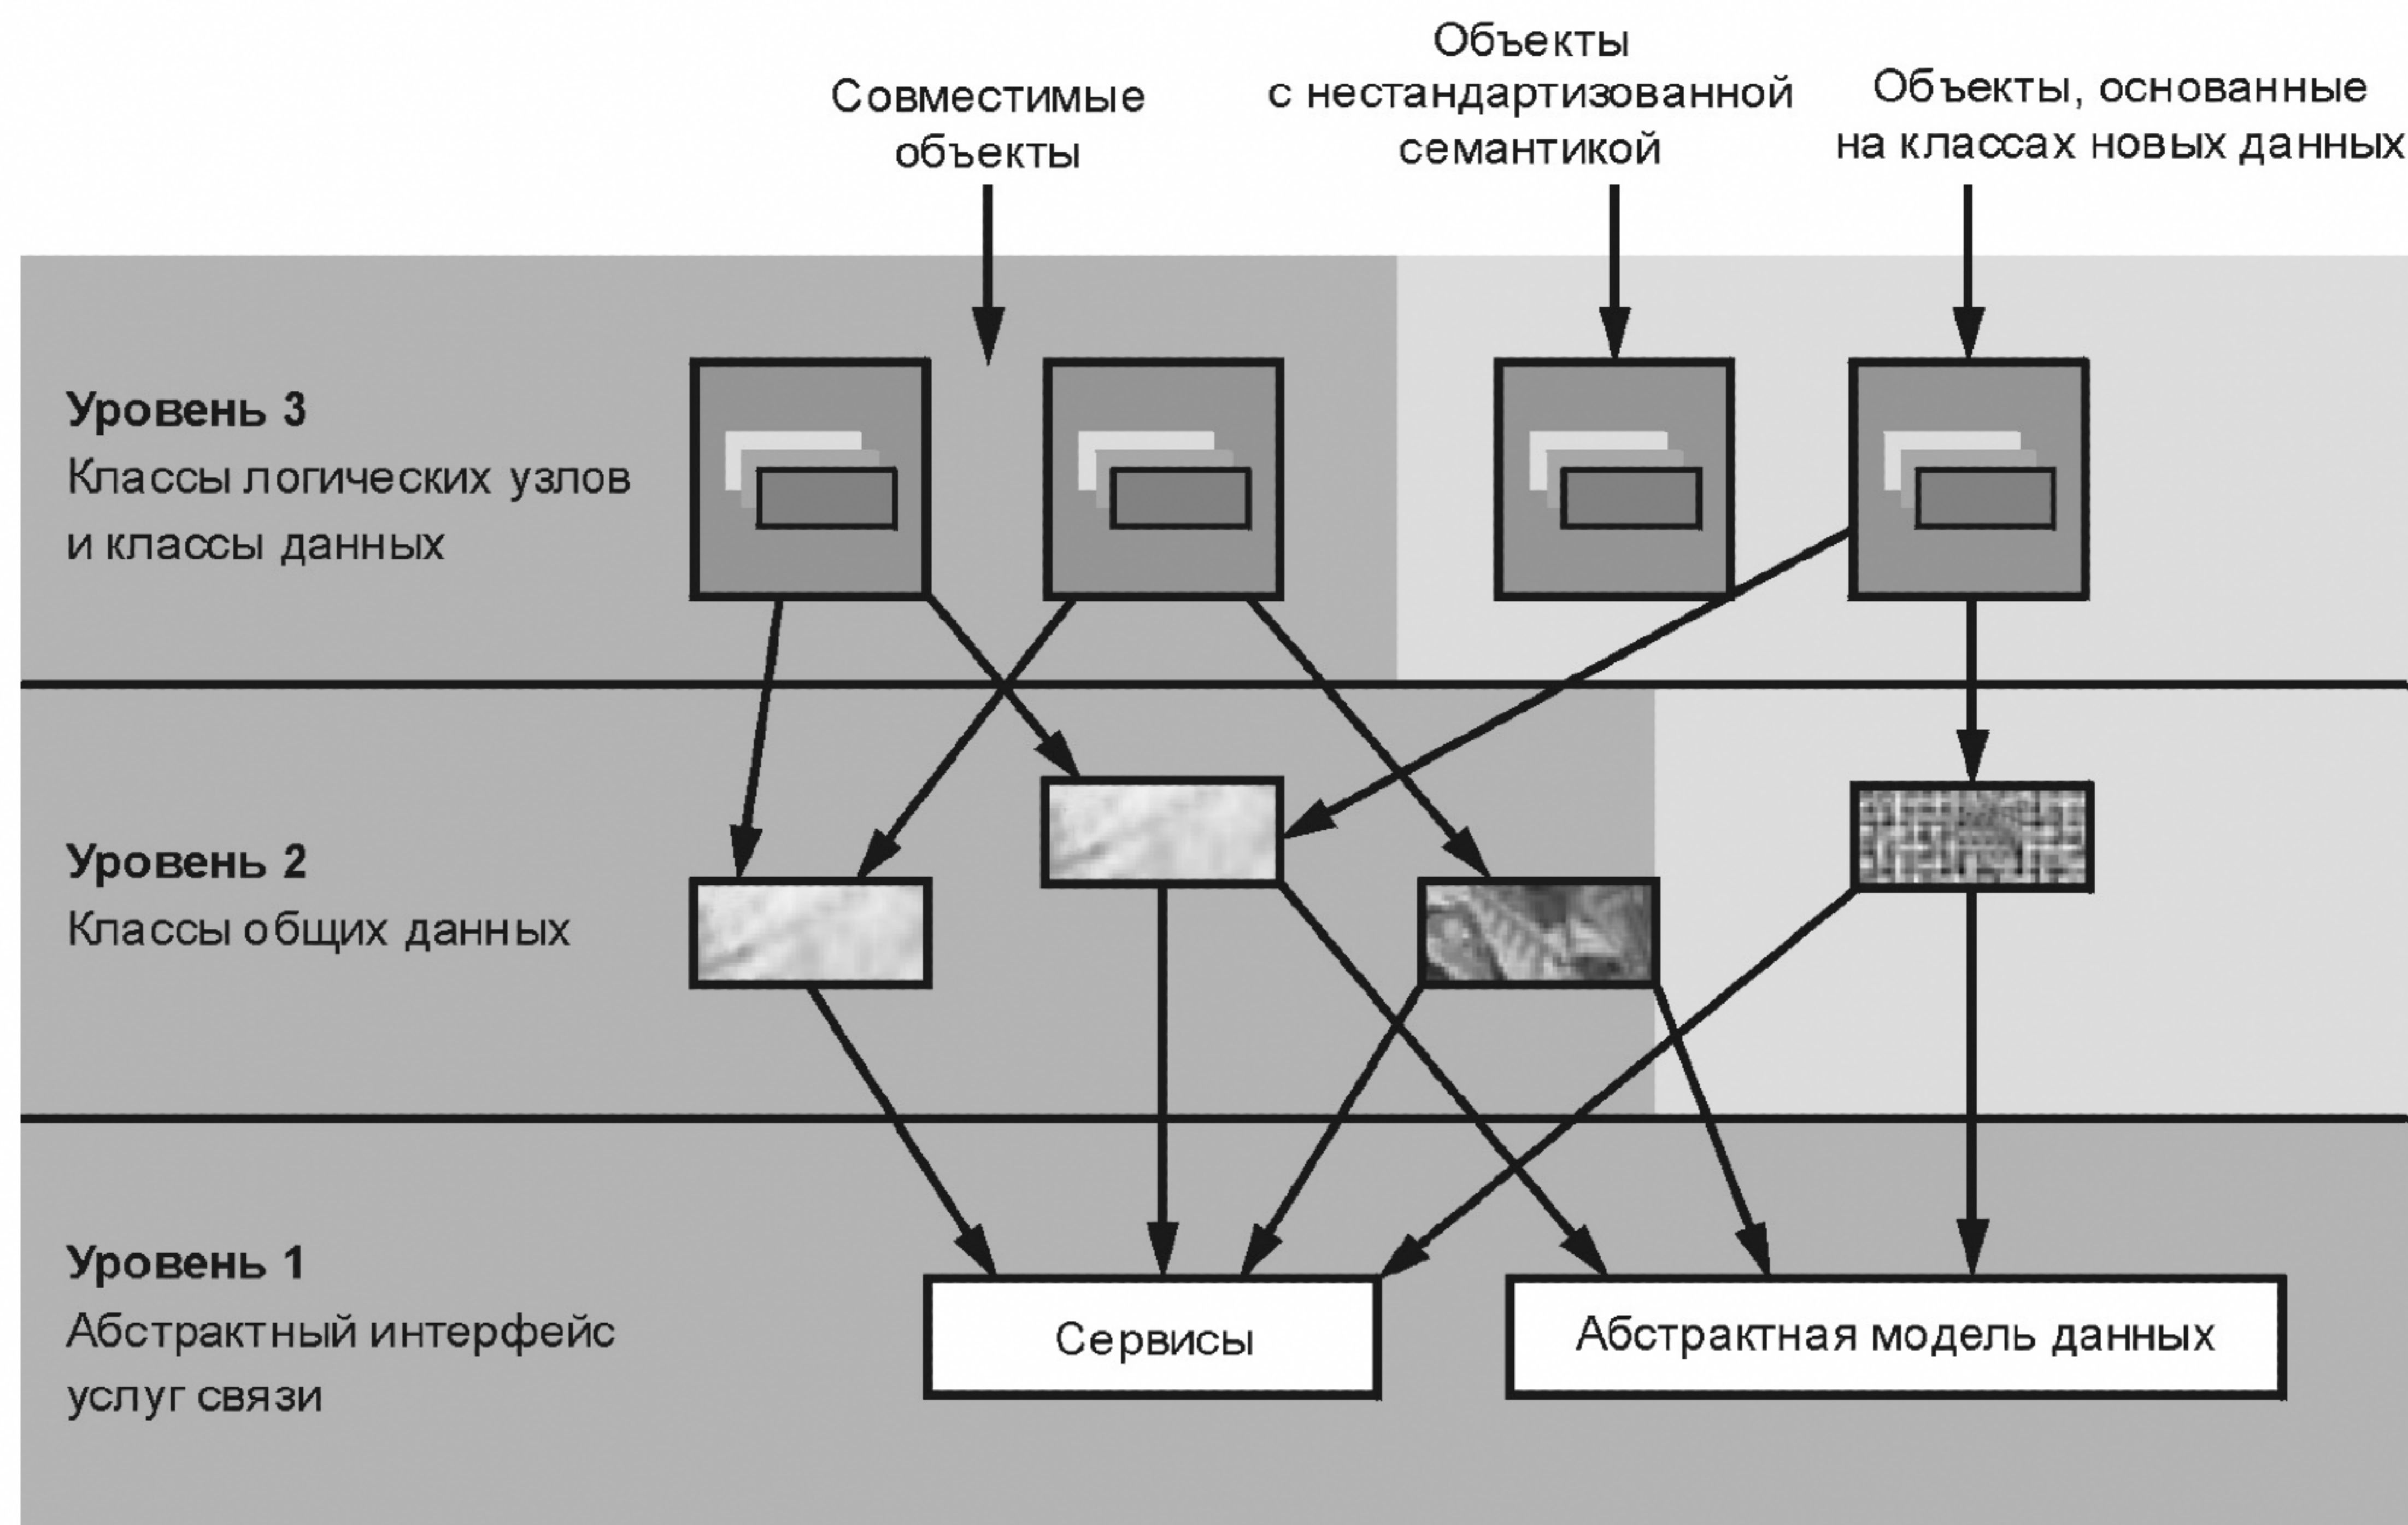 Совместимые
объекты
Объекты
с нестандартизованной
семантикой
Объекты, основанные
на классах новых данных
Уровень 3
Классы логических узлов
и классы данных
Уровень 2
Классы общих данных
Уровень 1
Абстрактный интерфейс
услуг связи
Сервисы
Абстрактная модель данных